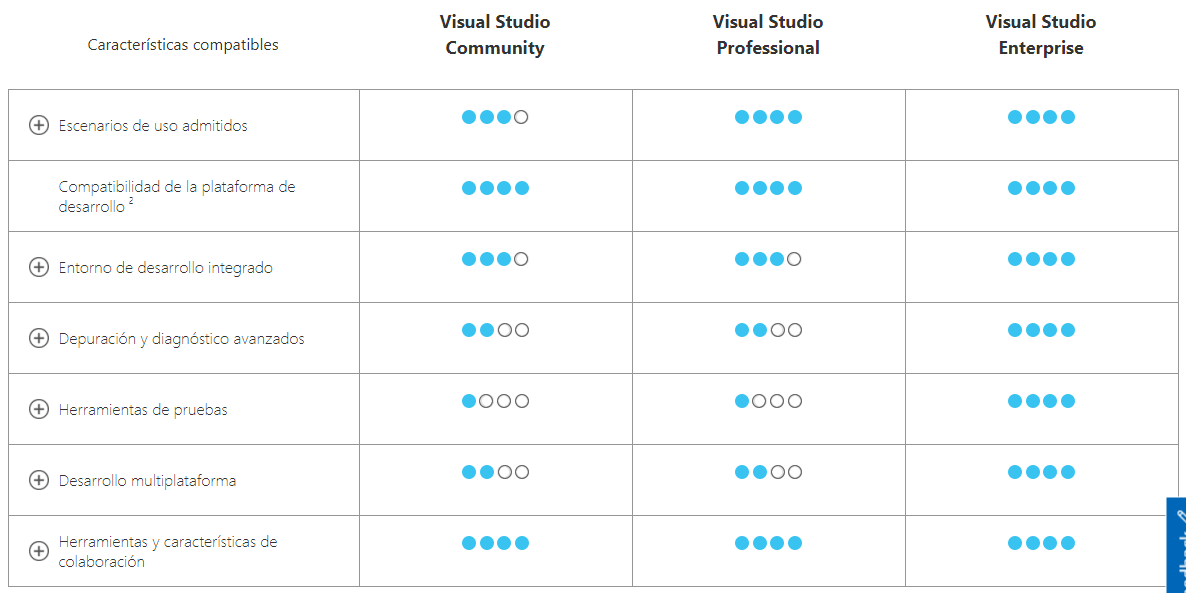 Características compatibles
Visual Studio
Community
Visual Studio
Professional
Visual Studio
Enterprise
Escenarios de uso admitidos
Compatibilidad de la plataforma de
desarrollo ²
Entorno de desarrollo integrado
Depuración y diagnóstico avanzados
Herramientas de pruebas
Desarrollo multiplataforma
Herramientas y características de
colaboración